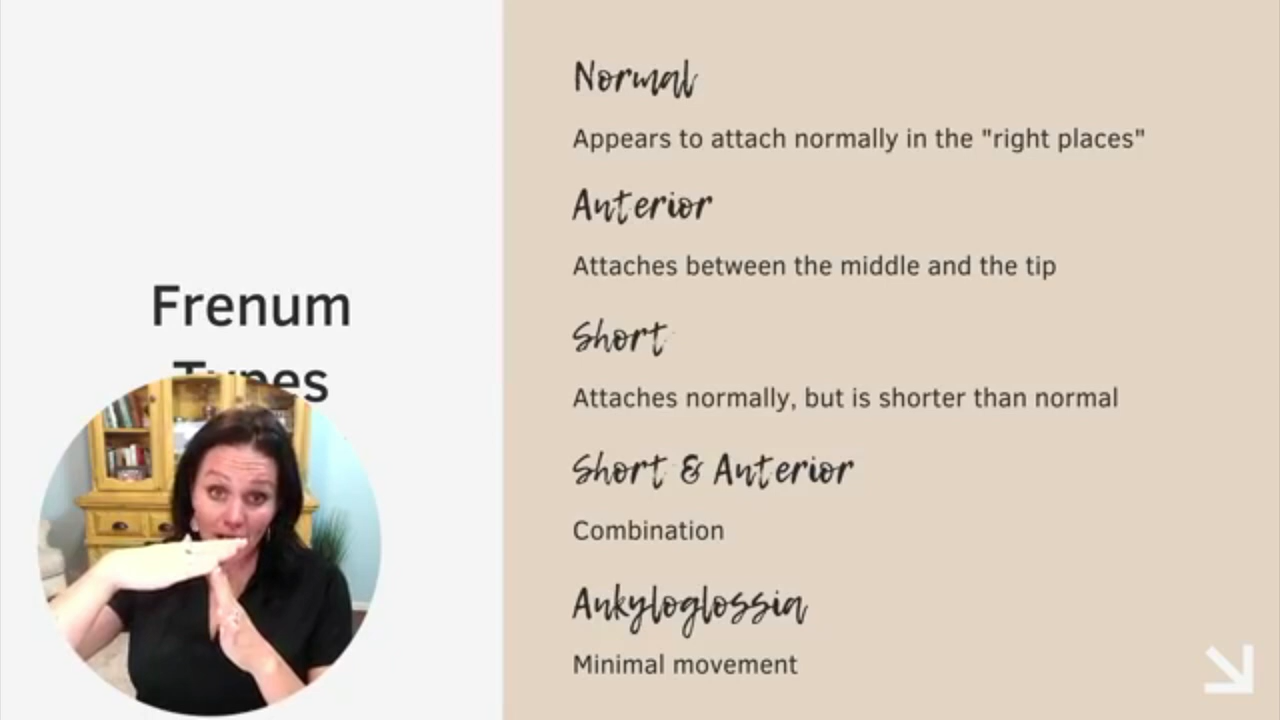 Frenum
Types
Normal
Appears to attach normally in the "right places"
Anterior
Attaches between the middle and the tip
Short
Attaches normally, but is shorter than normal
Short & Anterior
Combination
Ankyloglossia
Minimal movement